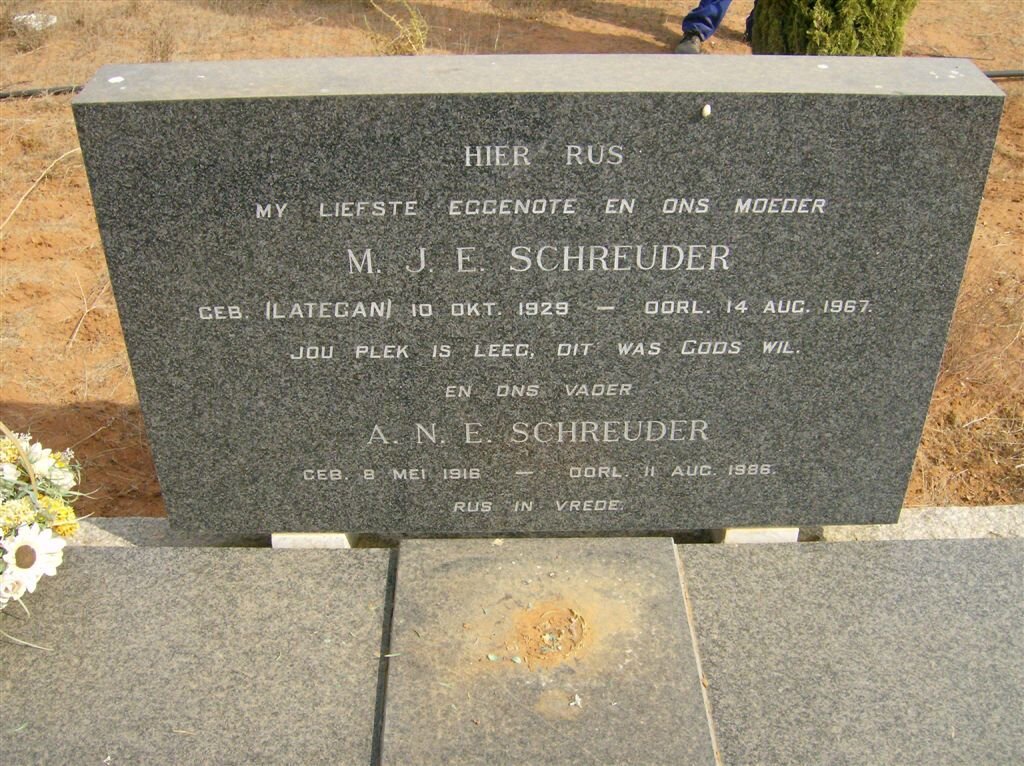 HIER RUS
MY LIEFSTE EGGENOTE EN ONS MOEDER
M. J. E. SCHREUDER
GEB. (LATEGAN) 10 OKT. 1929 — OORL. 14 AUG. 1967.
JOU PLEK IS LEEG, DIT WAS GODS WIL.
EN ONS VADER
A. N. E. SCHREUDER
GEB. 8 MEI 1916 — OORL. 11 AUG. 1986.
RUS IN VREDE.